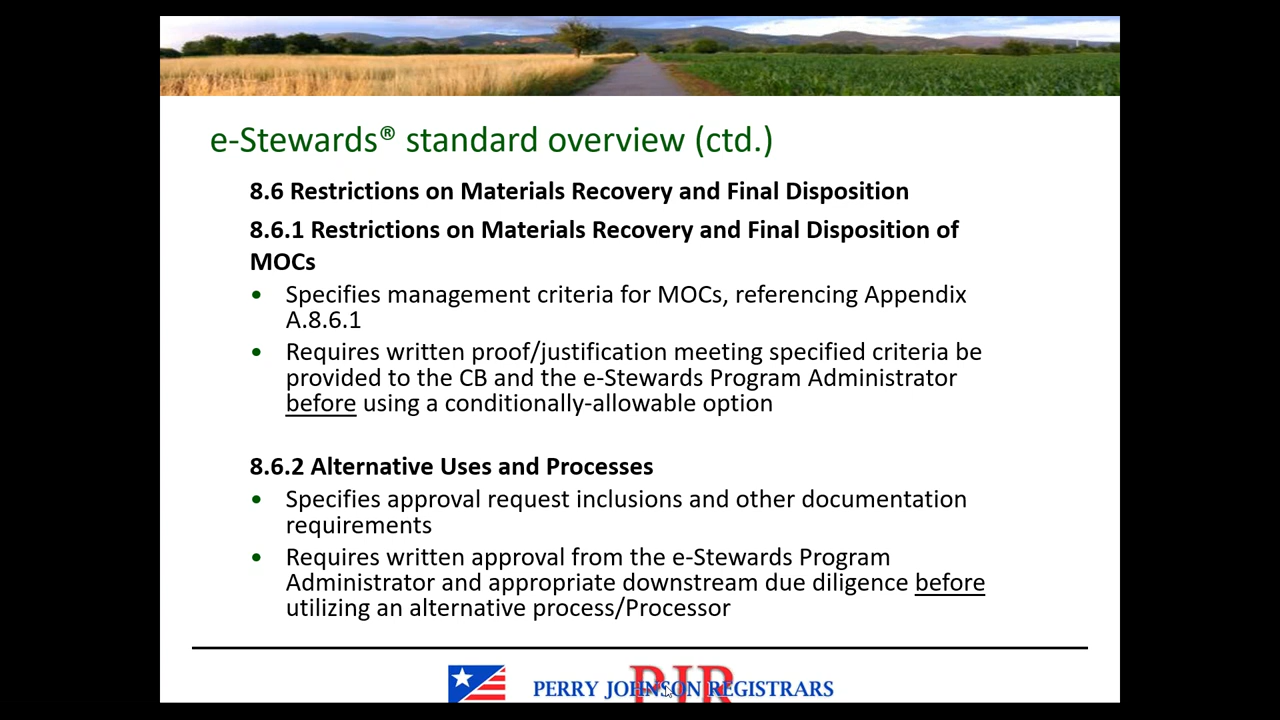 e-Stewards® standard overview (ctd.)
8.6 Restrictions on Materials Recovery and Final Disposition
8.6.1 Restrictions on Materials Recovery and Final Disposition of
MOCs
• Specifies management criteria for MOCs, referencing Appendix
A.8.6.1
• Requires written proof/justification meeting specified criteria be
provided to the CB and the e-Stewards Program Administrator
before using a conditionally-allowable option
8.6.2 Alternative Uses and Processes
• Specifies approval request inclusions and other documentation
requirements
• Requires written approval from the e-Stewards Program
Administrator and appropriate downstream due diligence before
utilizing an alternative process/Processor
PJR
PERRY JOHNSON REGISTRARS